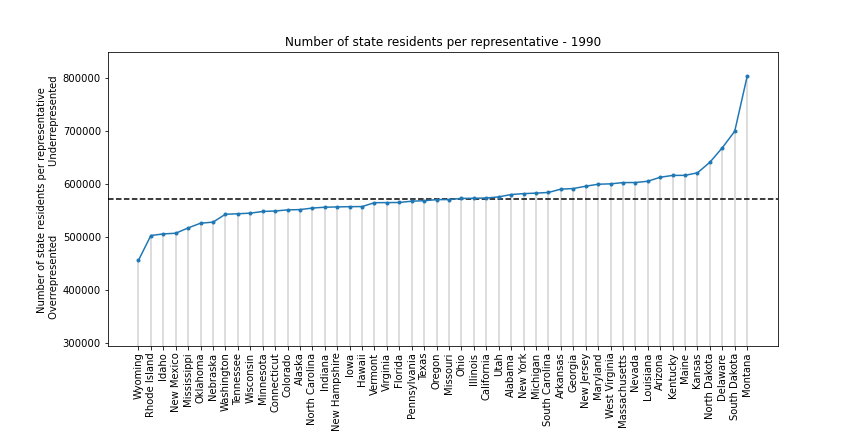 Number of state residents per representative - 1990
Number of state residents per representative
Overrepresented Underrepresented
800000
700000
600000
500000
400000
300000
Wyoming
Rhode Island
Idaho
New Mexico
Mississippi
Oklahoma
Nebraska
Washington
Tennessee
Wisconsin
Minnesota
Connecticut
Colorado
Alaska
North Carolina
Indiana
New Hampshire
Iowa
Hawaii
Vermont
Virginia
Florida
Pennsylvania
Texas
Oregon
Missouri
Ohio
Illinois
California
Utah
Alabama
New York
Michigan
South Carolina
Arkansas
Georgia
New Jersey
Maryland
West Virginia
Massachusetts
Nevada
Louisiana
Arizona
Kentucky
Maine
Kansas
North Dakota
Delaware
South Dakota
Montana